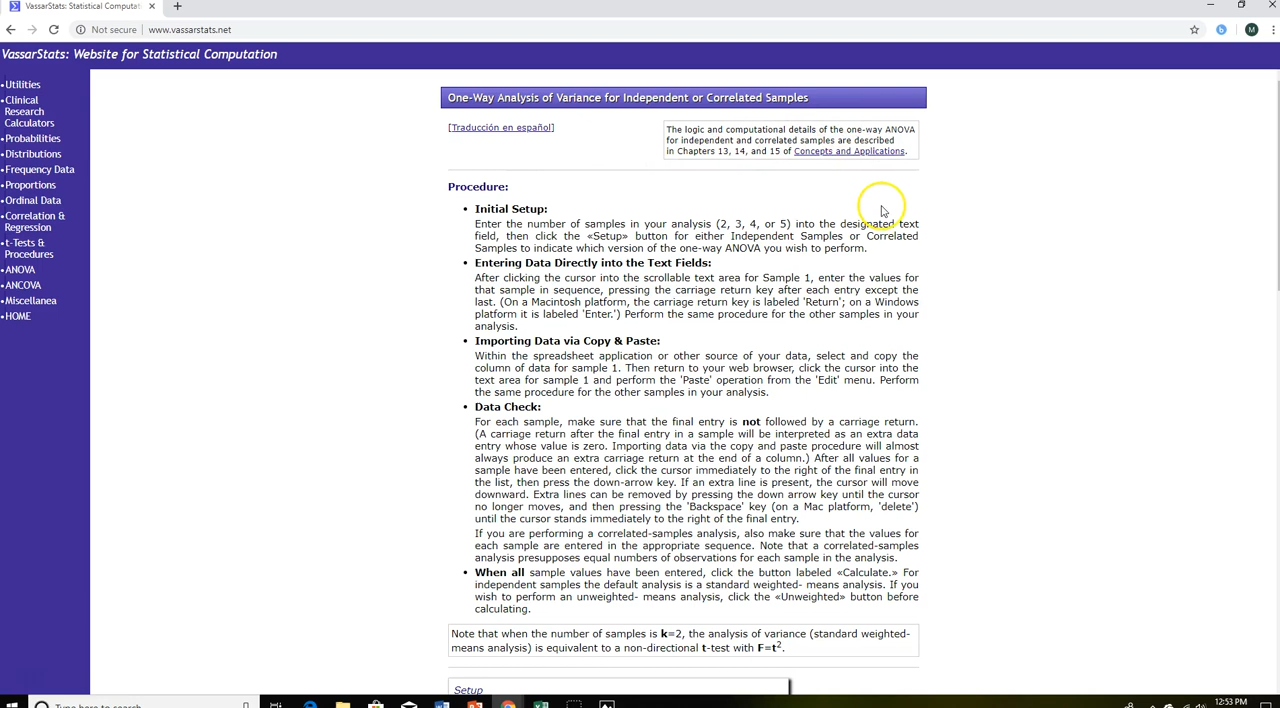 VassarStats: Statistical Computat
Not secure | www.vassarstats.net
M
VassarStats: Website for Statistical Computation
•Utilities
•Clinical
Research
Calculators
•Probabilities
•Distributions
•Frequency Data
•Proportions
•Ordinal Data
•Correlation &
Regression
•t-Tests &
Procedures
•ANOVA
•ANCOVA
•Miscellanea
•HOME
One-Way Analysis of Variance for Independent or Correlated Samples
[Traducción en español]
The logic and computational details of the one-way ANOVA
for independent and correlated samples are described
in Chapters 13, 14, and 15 of Concepts and Applications.
Procedure:
• Initial Setup:
Enter the number of samples in your analysis (2, 3, 4, or 5) into the designated text
field, then click the «Setup» button for either Independent Samples or Correlated
Samples to indicate which version of the one-way ANOVA you wish to perform.
• Entering Data Directly into the Text Fields:
After clicking the cursor into the scrollable text area for Sample 1, enter the values for
that sample in sequence, pressing the carriage return key after each entry except the
last. (On a Macintosh platform, the carriage return key is labeled 'Return'; on a Windows
platform it is labeled 'Enter.') Perform the same procedure for the other samples in your
analysis.
• Importing Data via Copy & Paste:
Within the spreadsheet application or other source of your data, select and copy the
column of data for sample 1. Then return to your web browser, click the cursor into the
text area for sample 1 and perform the 'Paste' operation from the 'Edit' menu. Perform
the same procedure for the other samples in your analysis.
• Data Check:
For each sample, make sure that the final entry is not followed by a carriage return.
(A carriage return after the final entry in a sample will be interpreted as an extra data
entry whose value is zero. Importing data via the copy and paste procedure will almost
always produce an extra carriage return at the end of a column.) After all values for a
sample have been entered, click the cursor immediately to the right of the final entry in
the list, then press the down-arrow key. If an extra line is present, the cursor will move
downward. Extra lines can be removed by pressing the down arrow key until the cursor
no longer moves, and then pressing the 'Backspace' key (on a Mac platform, 'delete')
until the cursor stands immediately to the right of the final entry.
If you are performing a correlated-samples analysis, also make sure that the values for
each sample are entered in the appropriate sequence. Note that a correlated-samples
analysis presupposes equal numbers of observations for each sample in the analysis.
• When all sample values have been entered, click the button labeled «Calculate.» For
independent samples the default analysis is a standard weighted- means analysis. If you
wish to perform an unweighted- means analysis, click the «Unweighted» button before
calculating.
Note that when the number of samples is k=2, the analysis of variance (standard weighted-
means analysis) is equivalent to a non-directional t-test with F=t².
Setup
Type here to search
12:53 PM